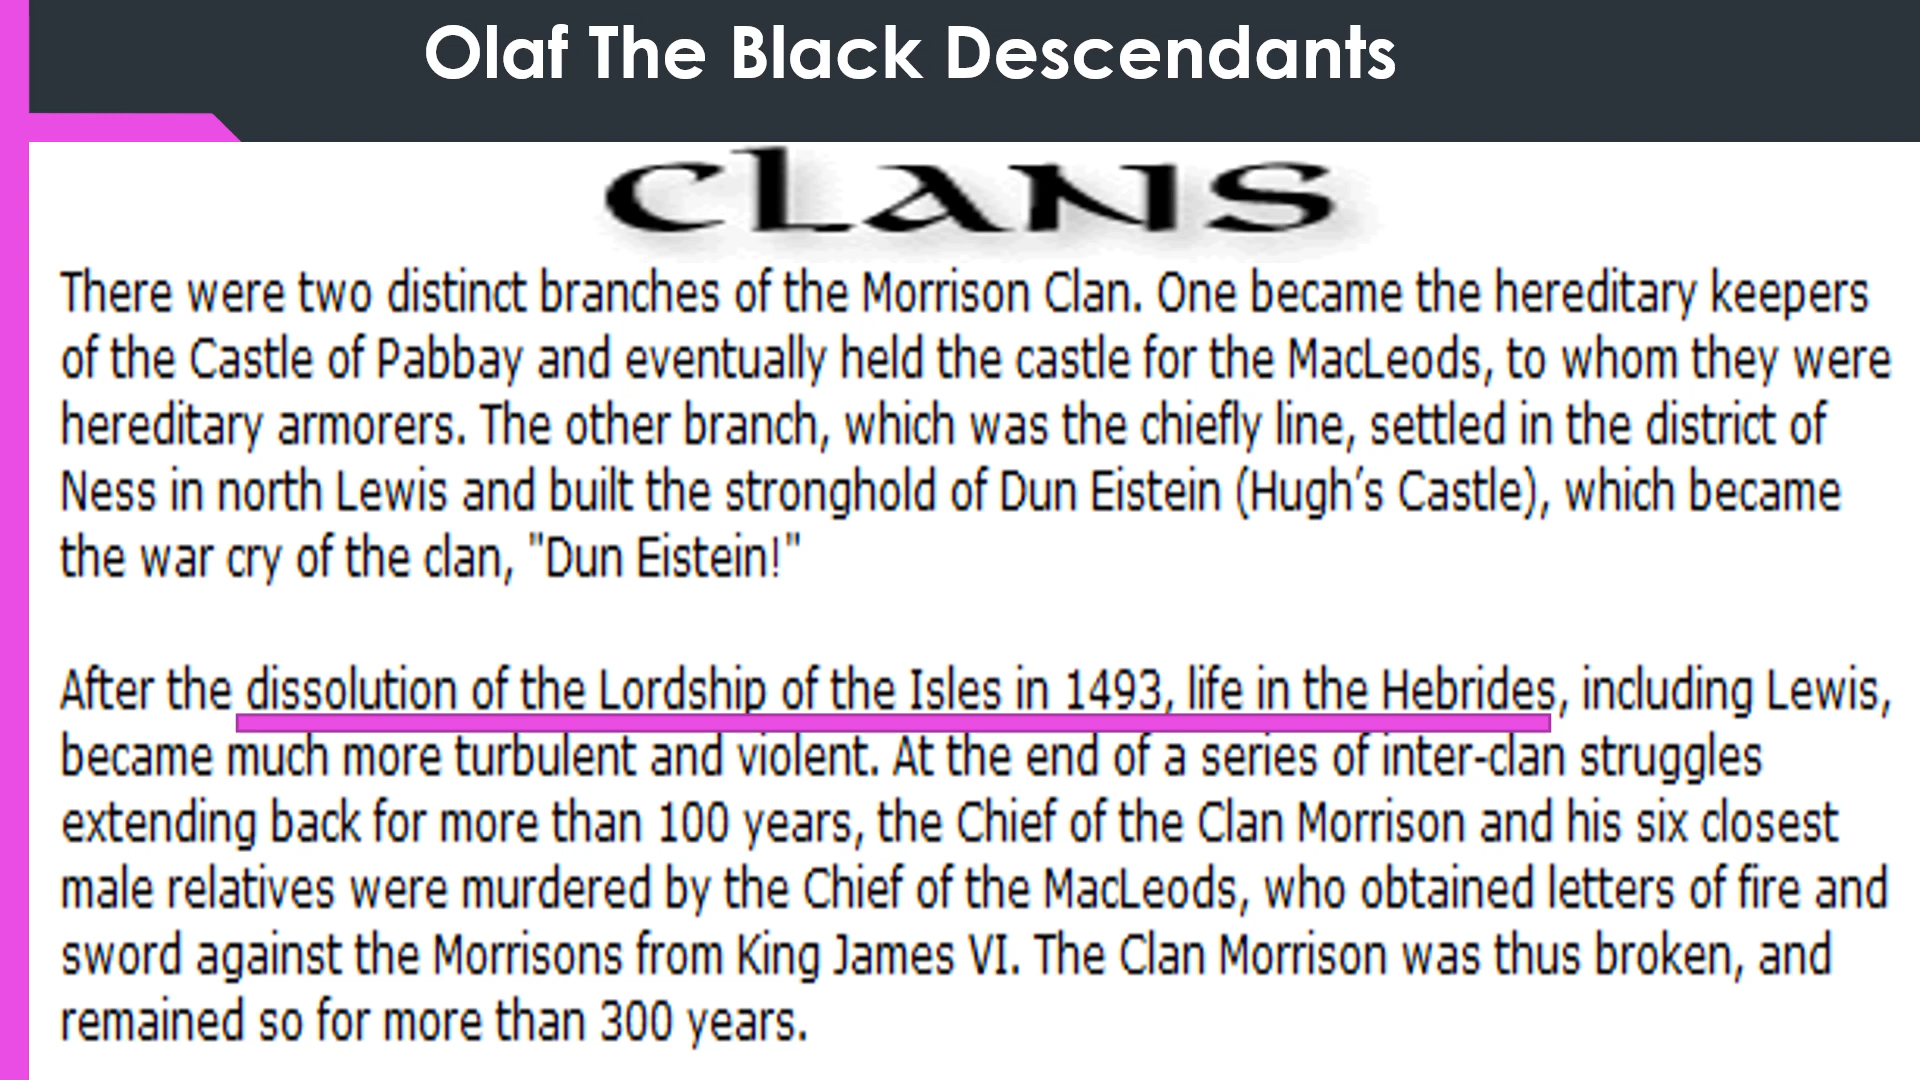 Olaf The Black Descendants
CLANS
There were two distinct branches of the Morrison Clan. One became the hereditary keepers
of the Castle of Pabbay and eventually held the castle for the MacLeods, to whom they were
hereditary armorers. The other branch, which was the chiefly line, settled in the district of
Ness in north Lewis and built the stronghold of Dun Eistein (Hugh's Castle), which became
the war cry of the clan, "Dun Eistein!"
After the dissolution of the Lordship of the Isles in 1493, life in the Hebrides, including Lewis,
became much more turbulent and violent. At the end of a series of inter-clan struggles
extending back for more than 100 years, the Chief of the Clan Morrison and his six closest
male relatives were murdered by the Chief of the MacLeods, who obtained letters of fire and
sword against the Morrisons from King James VI. The Clan Morrison was thus broken, and
remained so for more than 300 years.